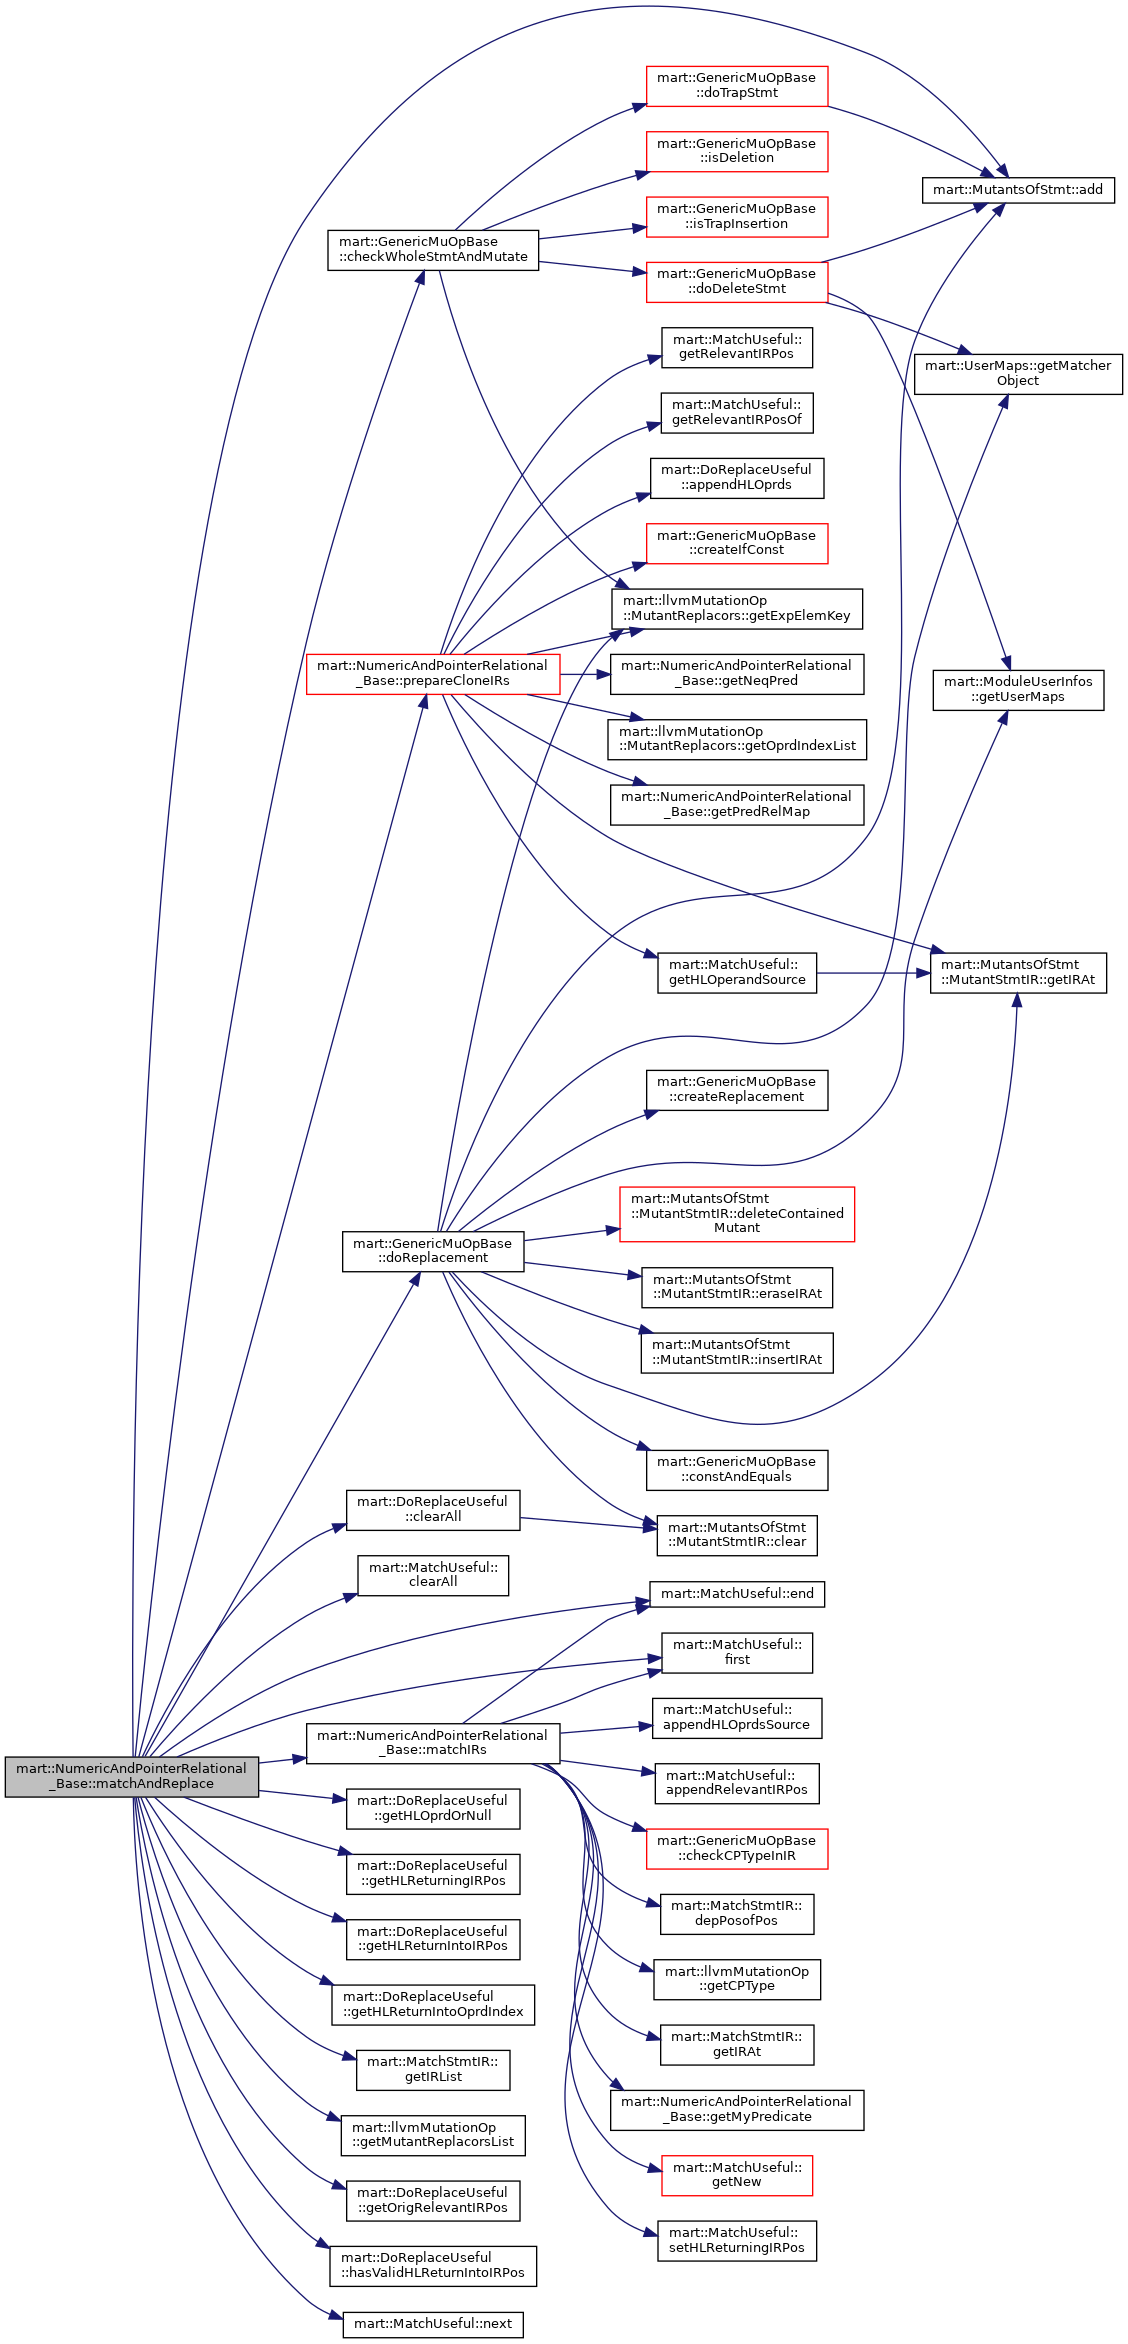 mart::GenericMuOpBase
::doTrapStmt
mart::GenericMuOpBase
::isDeletion
mart::MutantsOfStmt::add
mart::GenericMuOpBase
::isTrapInsertion
mart::GenericMuOpBase
::checkWholeStmtAndMutate
mart::GenericMuOpBase
::doDeleteStmt
mart::MatchUseful::
getRelevantIRPos
mart::UserMaps::getMatcher
Object
mart::MatchUseful::
getRelevantIRPosOf
mart::DoReplaceUseful
::appendHLOprds
mart::GenericMuOpBase
::createIfConst
mart::llvmMutationOp
::MutantReplacors::getExpElemKey
mart::NumericAndPointerRelational
_Base::prepareCloneIRs
mart::NumericAndPointerRelational
_Base::getNeqPred
mart::ModuleUserInfos
::getUserMaps
mart::llvmMutationOp
::MutantReplacors::getOprdIndexList
mart::NumericAndPointerRelational
_Base::getPredRelMap
mart::MatchUseful::
getHLOperandSource
mart::MutantsOfStmt
::MutantStmtIR::getIRAt
mart::GenericMuOpBase
::createReplacement
mart::MutantsOfStmt
::MutantStmtIR::deleteContained
Mutant
mart::GenericMuOpBase
::doReplacement
mart::MutantsOfStmt
::MutantStmtIR::eraseIRAt
mart::MutantsOfStmt
::MutantStmtIR::insertIRAt
mart::GenericMuOpBase
::constAndEquals
mart::DoReplaceUseful
::clearAll
mart::MutantsOfStmt
::MutantStmtIR::clear
mart::MatchUseful::
clearAll
mart::MatchUseful::end
mart::MatchUseful::
first
mart::MatchUseful::
appendHLOprdsSource
mart::NumericAndPointerRelational
_Base::matchIRs
mart::NumericAndPointerRelational
_Base::matchAndReplace
mart::MatchUseful::
appendRelevantIRPos
mart::DoReplaceUseful
::getHLOprdOrNull
mart::GenericMuOpBase
::checkCPTypeInIR
mart::DoReplaceUseful
::getHLReturningIRPos
mart::MatchStmtIR::
depPosofPos
mart::DoReplaceUseful
::getHLReturnIntoIRPos
mart::llvmMutationOp
::getCPType
mart::DoReplaceUseful
::getHLReturnIntoOprdIndex
mart::MatchStmtIR::
getIRAt
mart::MatchStmtIR::
getIRList
mart::NumericAndPointerRelational
_Base::getMyPredicate
mart::llvmMutationOp
::getMutantReplacorsList
mart::MatchUseful::
getNew
mart::DoReplaceUseful
::getOrigRelevantIRPos
mart::MatchUseful::
setHLReturningIRPos
mart::DoReplaceUseful
::hasValidHLReturnIntoIRPos
mart::MatchUseful::next